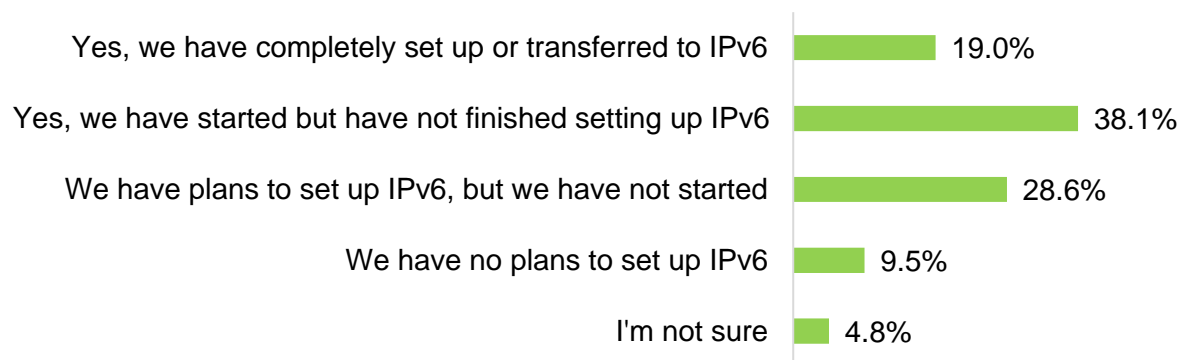 Yes, we have completely set up or transferred to IPv6 19.0%
Yes, we have started but have not finished setting up IPv6 38.1%
We have plans to set up IPv6, but we have not started 28.6%
We have no plans to set up IPv6 9.5%
I'm not sure 4.8%